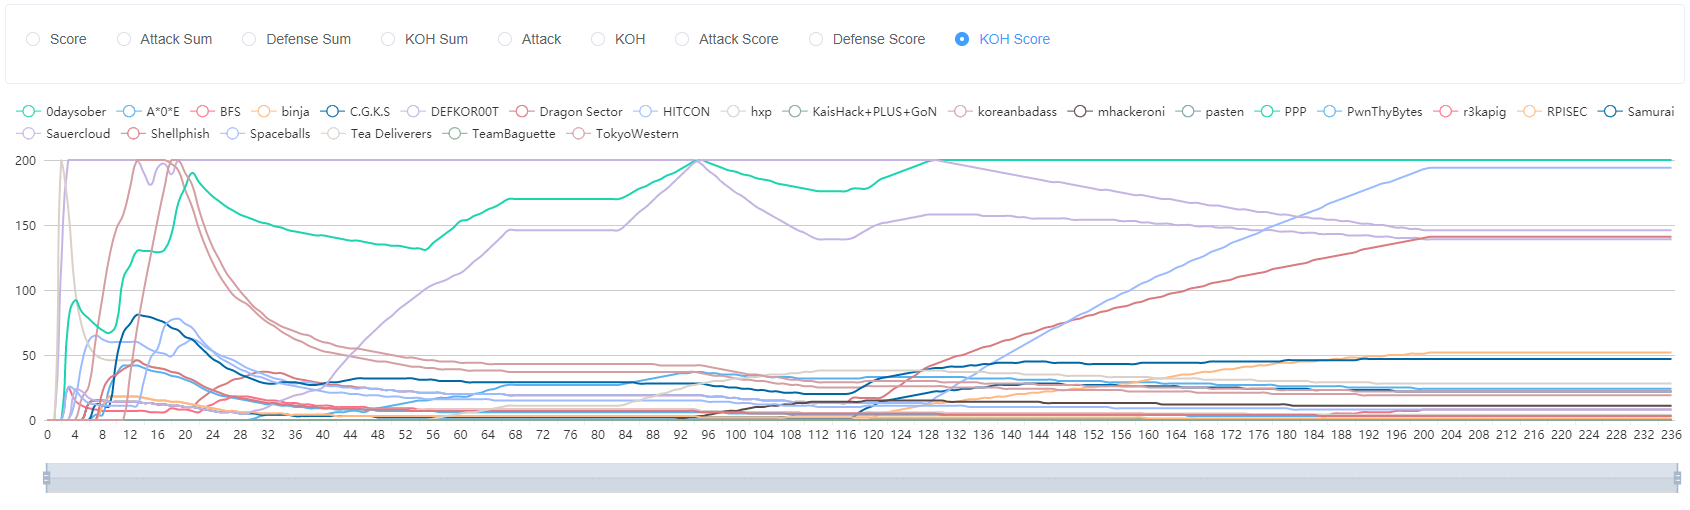 Score Attack Sum Defense Sum KOH Sum Attack KOH Attack Score Defense Score KOH Score
0daysober A*0*E BFS binja C.G.K.S DEFKOR00T Dragon Sector HITCON hxp KaisHack+PLUS+GoN koreanbadass mhackeroni pasten PPP PwnThyBytes r3kapig RPISEC Samurai
Sauercloud Shellphish Spaceballs Tea Deliverers TeamBaguette TokyoWestern
200
150
100
50
0
0 4 8 12 16 20 24 28 32 36 40 44 48 52 56 60 64 68 72 76 80 84 88 92 96 100 104 108 112 116 120 124 128 132 136 140 144 148 152 156 160 164 168 172 176 180 184 188 192 196 200 204 208 212 216 220 224 228 232 236